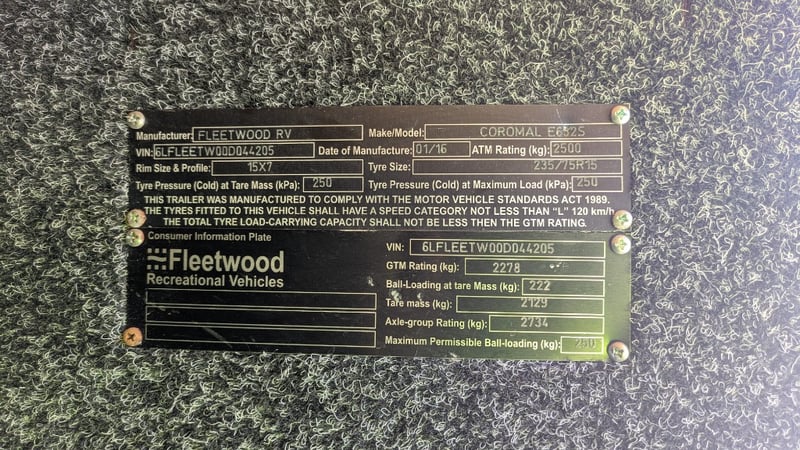 Manufacturer: FLEETWOOD RV Make/Model: COROMAL E632S
VIN: 6LFLEETW00D044205 Date of Manufacture: 01/16 ATM Rating (kg): 2500
Rim Size & Profile: 15X7 Tyre Size: 235/75R15
Tyre Pressure (Cold) at Tare Mass (kPa): 250 Tyre Pressure (Cold) at Maximum Load (kPa): 250
THIS TRAILER WAS MANUFACTURED TO COMPLY WITH THE MOTOR VEHICLE STANDARDS ACT 1989.
THE TYRES FITTED TO THIS VEHICLE SHALL HAVE A SPEED CATEGORY NOT LESS THAN "L" 120 km/h
THE TOTAL TYRE LOAD-CARRYING CAPACITY SHALL NOT BE LESS THEN THE GTM RATING.
Consumer Information Plate
Fleetwood
Recreational Vehicles
VIN: 6LFLEETW00D044205
GTM Rating (kg): 2278
Ball-Loading at tare Mass (kg): 222
Tare mass (kg): 2129
Axle-group Rating (kg): 2734
Maximum Permissible Ball-loading (kg): 250